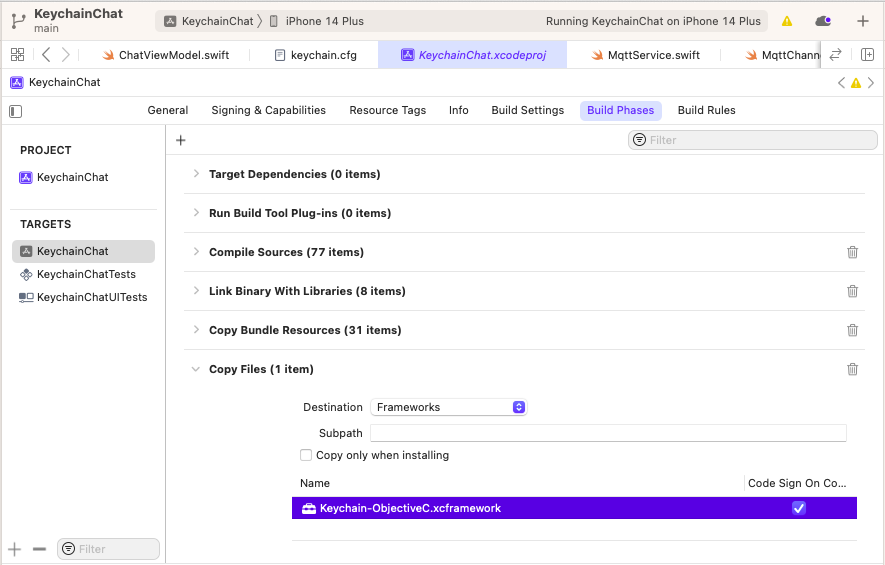 KeychainChat
main
KeychainChat
iPhone 14 Plus
Running KeychainChat on iPhone 14 Plus
ChatViewModel.swift
keychain.cfg
KeychainChat.xcodeproj
MqttService.swift
MqttChann
KeychainChat
General
Signing & Capabilities
Resource Tags
Info
Build Settings
Build Phases
Build Rules
Filter
PROJECT
KeychainChat
TARGETS
KeychainChat
KeychainChatTests
KeychainChatUITests
Target Dependencies (0 items)
Run Build Tool Plug-ins (0 items)
Compile Sources (77 items)
Link Binary With Libraries (8 items)
Copy Bundle Resources (31 items)
Copy Files (1 item)
Destination
Frameworks
Subpath
Copy only when installing
Name
Code Sign On Co...
Keychain-ObjectiveC.xcframework
Filter